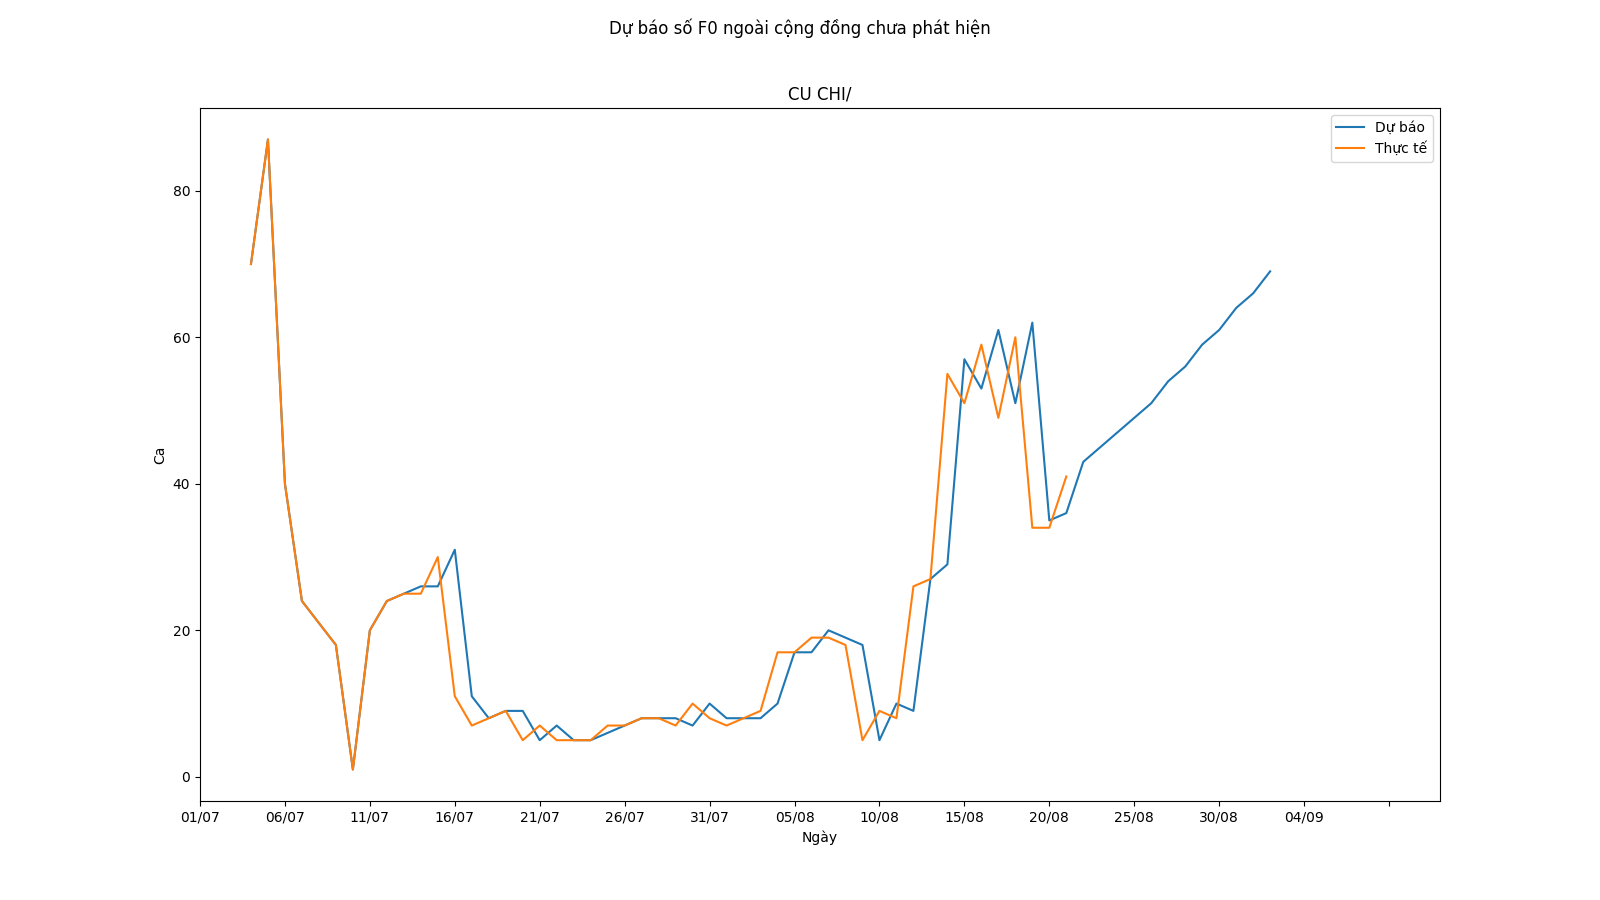 Dự báo số F0 ngoài cộng đồng chưa phát hiện
CU CHI/
Dự báo
Thực tế
80
60
40
20
0
Ca
01/07 06/07 11/07 16/07 21/07 26/07 31/07 05/08 10/08 15/08 20/08 25/08 30/08 04/09
Ngày